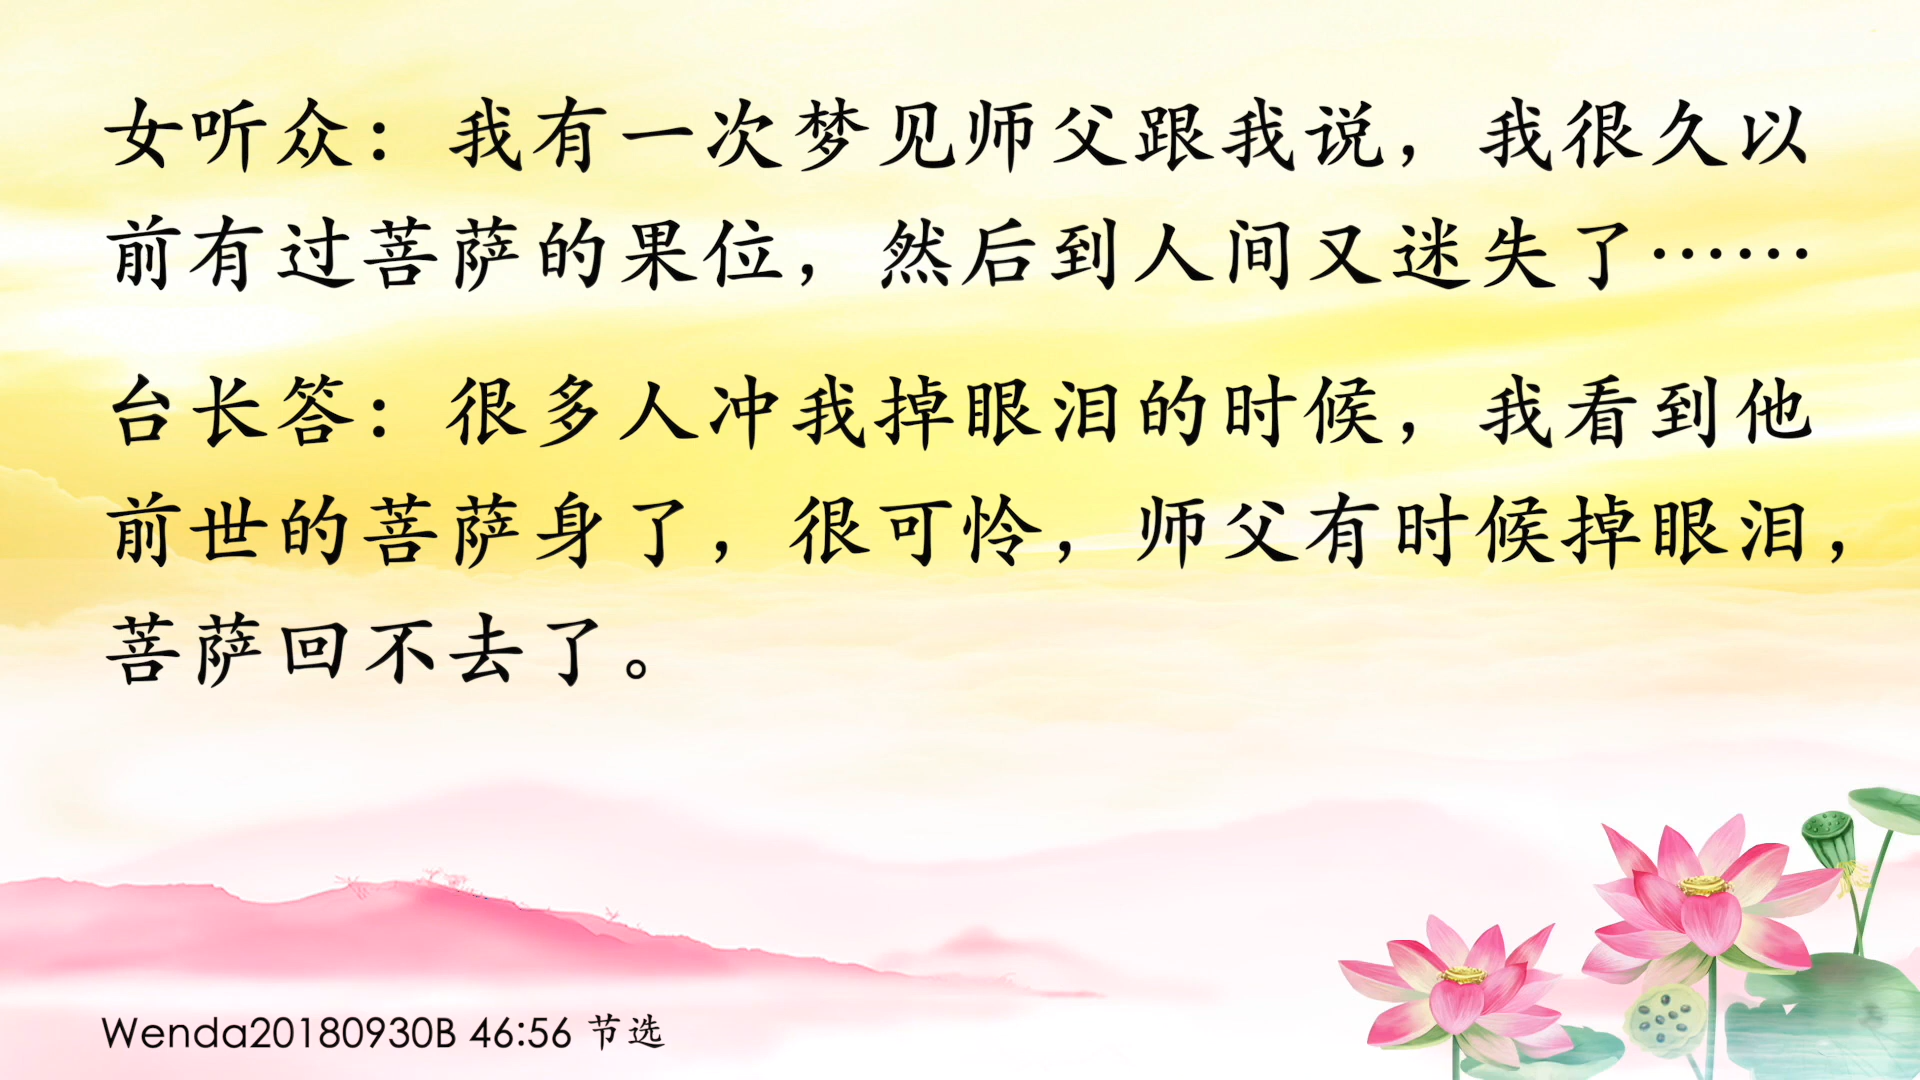 女听众：我有一次梦见师父跟我说，我很久以
前有过菩萨的果位，然后到人间又迷失了……
台长答：很多人冲我掉眼泪的时候，我看到他
前世的菩萨身了，很可怜，师父有时候掉眼泪，
菩萨回不去了。
Wenda20180930B 46:56 节选